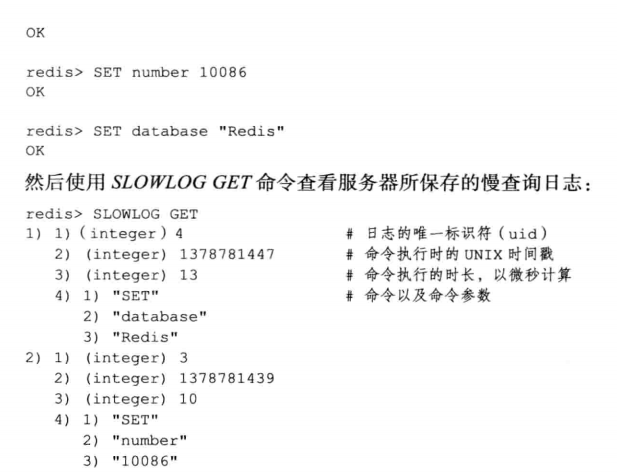 OK
redis> SET number 10086
OK
redis> SET database "Redis"
OK
然后使用 SLOWLOG GET 命令查看服务器所保存的慢查询日志：
redis> SLOWLOG GET
1) 1) (integer) 4 # 日志的唯一标识符（uid）
2) (integer) 1378781447 # 命令执行时的 UNIX 时间戳
3) (integer) 13 # 命令执行的时长，以微秒计算
4) 1) "SET" # 命令以及命令参数
2) "database"
3) "Redis"
2) 1) (integer) 3
2) (integer) 1378781439
3) (integer) 10
4) 1) "SET"
2) "number"
3) "10086"